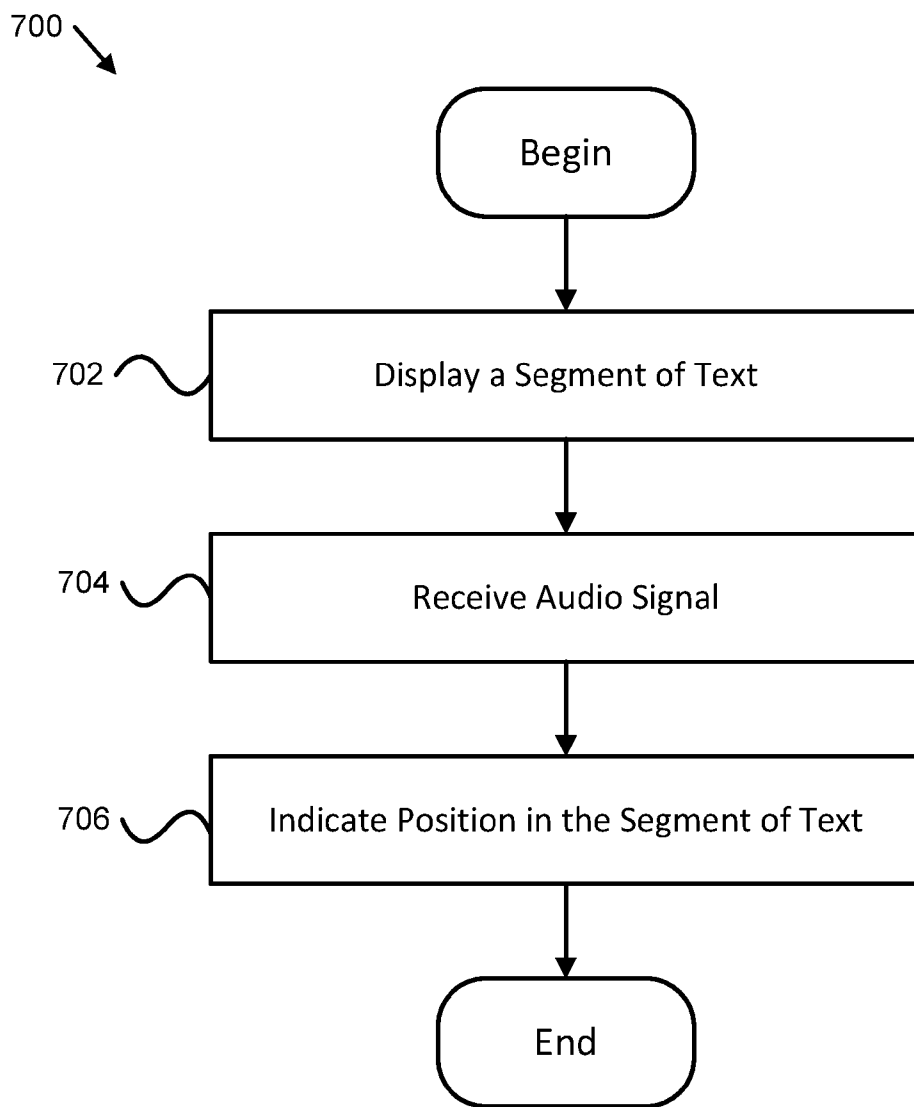 700
Begin
702
Display a Segment of Text
704
Receive Audio Signal
706
Indicate Position in the Segment of Text
End